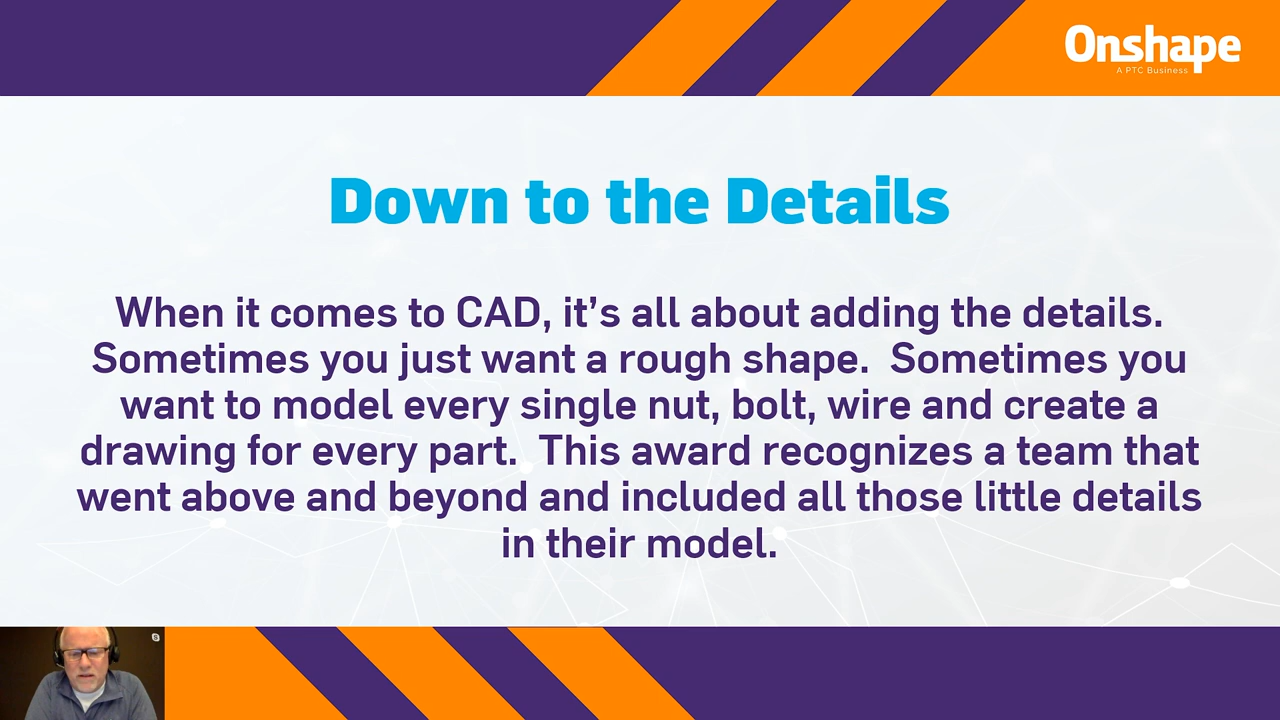 Onshape
A PTC Business
Down to the Details
When it comes to CAD, it’s all about adding the details.
Sometimes you just want a rough shape.  Sometimes you
want to model every single nut, bolt, wire and create a
drawing for every part.  This award recognizes a team that
went above and beyond and included all those little details
in their model.